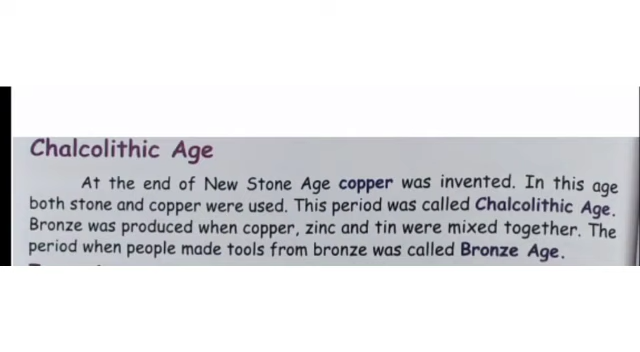 Chalcolithic Age
At the end of New Stone Age copper was invented. In this age
both stone and copper were used. This period was called Chalcolithic Age.
Bronze was produced when copper, zinc and tin were mixed together. The
period when people made tools from bronze was called Bronze Age.